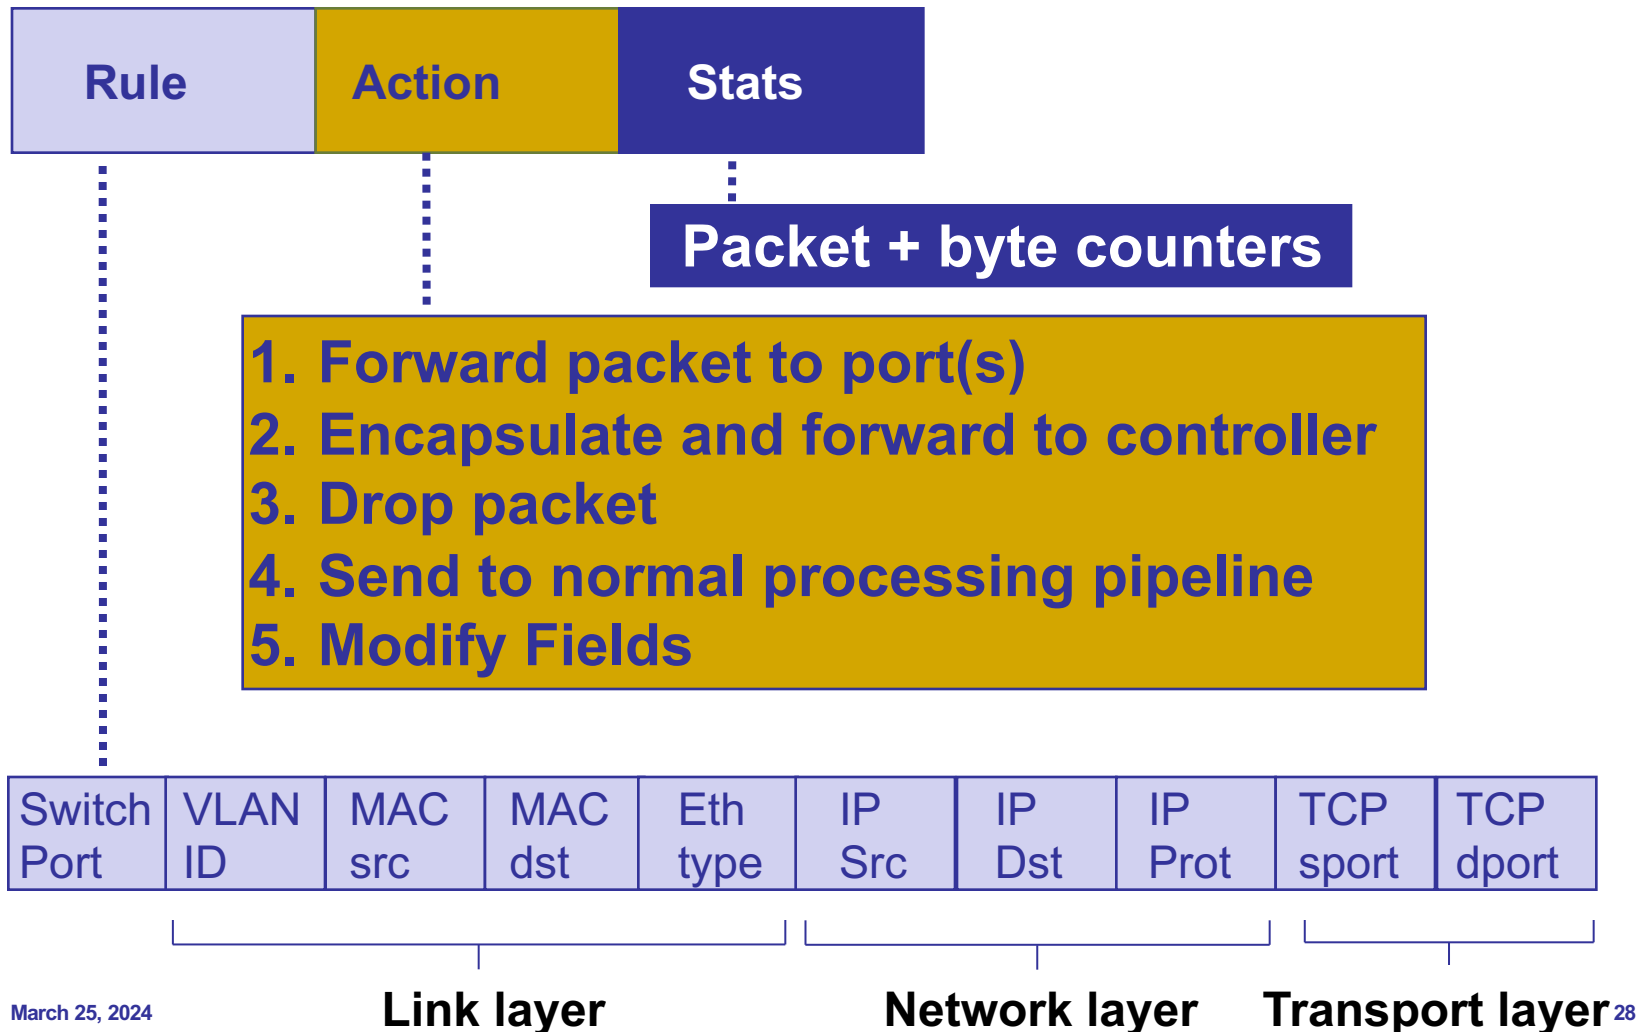 Rule Action Stats
Packet + byte counters
1. Forward packet to port(s)
2. Encapsulate and forward to controller
3. Drop packet
4. Send to normal processing pipeline
5. Modify Fields
Switch VLAN MAC MAC Eth IP IP IP TCP TCP
Port ID src dst type Src Dst Prot sport dport
Link layer Network layer Transport layer
March 25, 2024 28